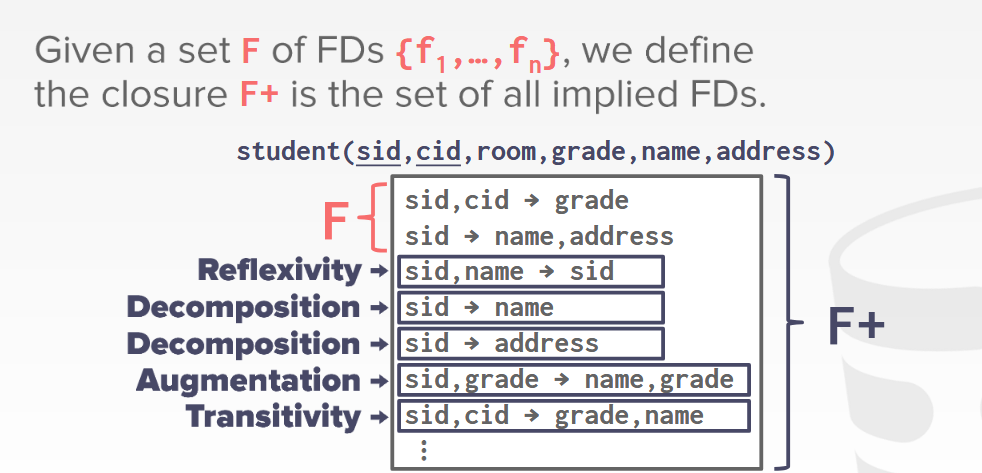 Given a set F of FDs {f1,…,fn}, we define
the closure F+ is the set of all implied FDs.
student(sid,cid,room,grade,name,address)
F
sid,cid → grade
sid → name,address
Reflexivity → sid,name → sid
Decomposition → sid → name
Decomposition → sid → address
Augmentation → sid,grade → name,grade
Transitivity → sid,cid → grade,name
⋮
F+